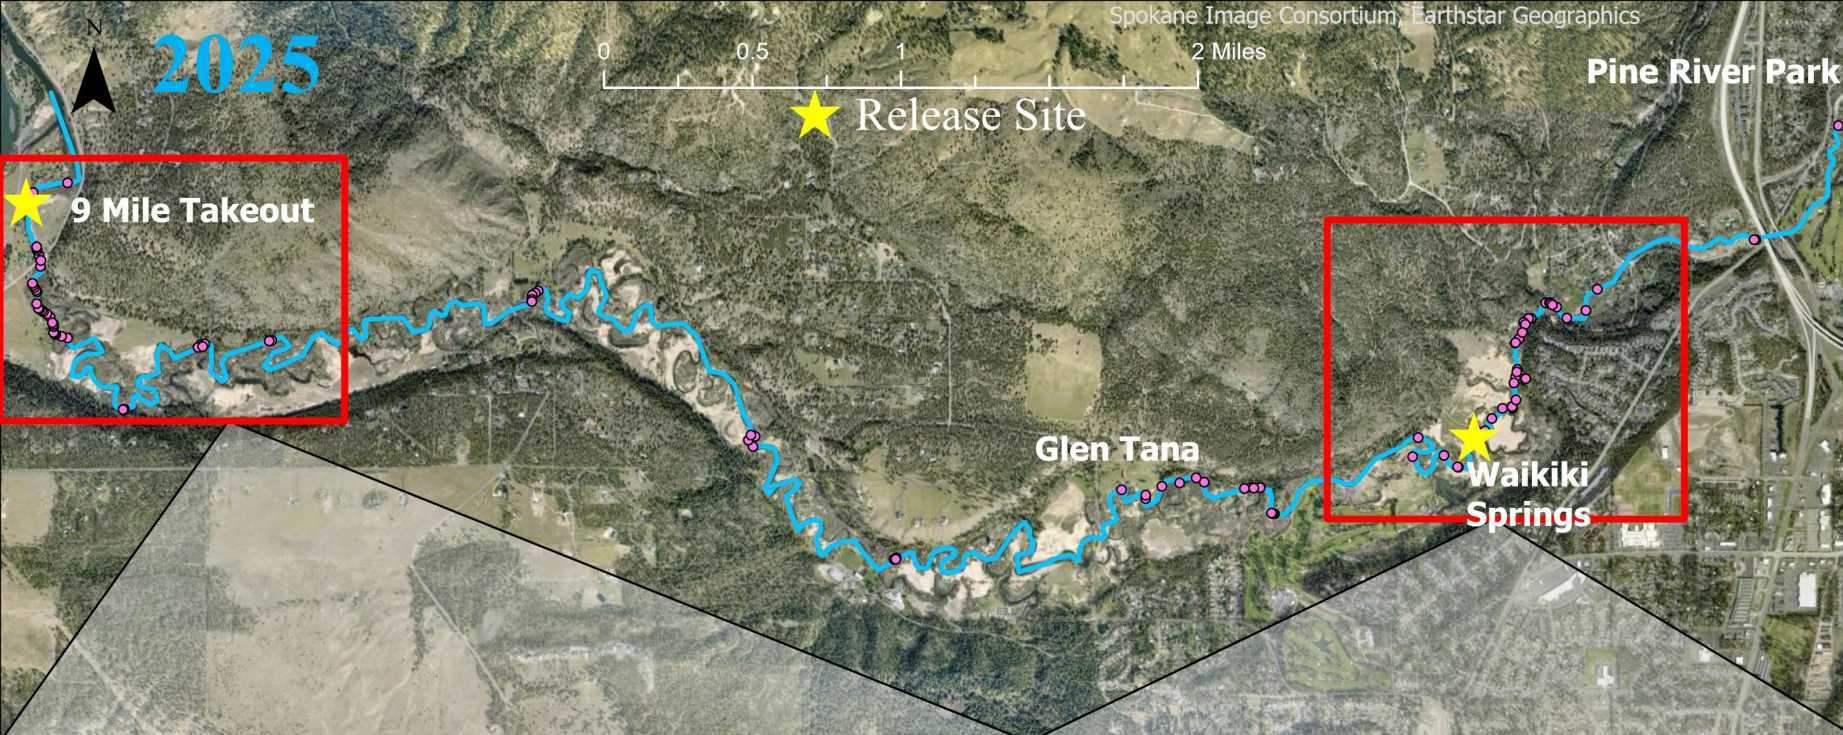 Spokane Image Consortium, Earthstar Geographics
N
2025
0 0.5 1 2 Miles
Pine River Park
Release Site
9 Mile Takeout
Glen Tana
Waikiki
Springs